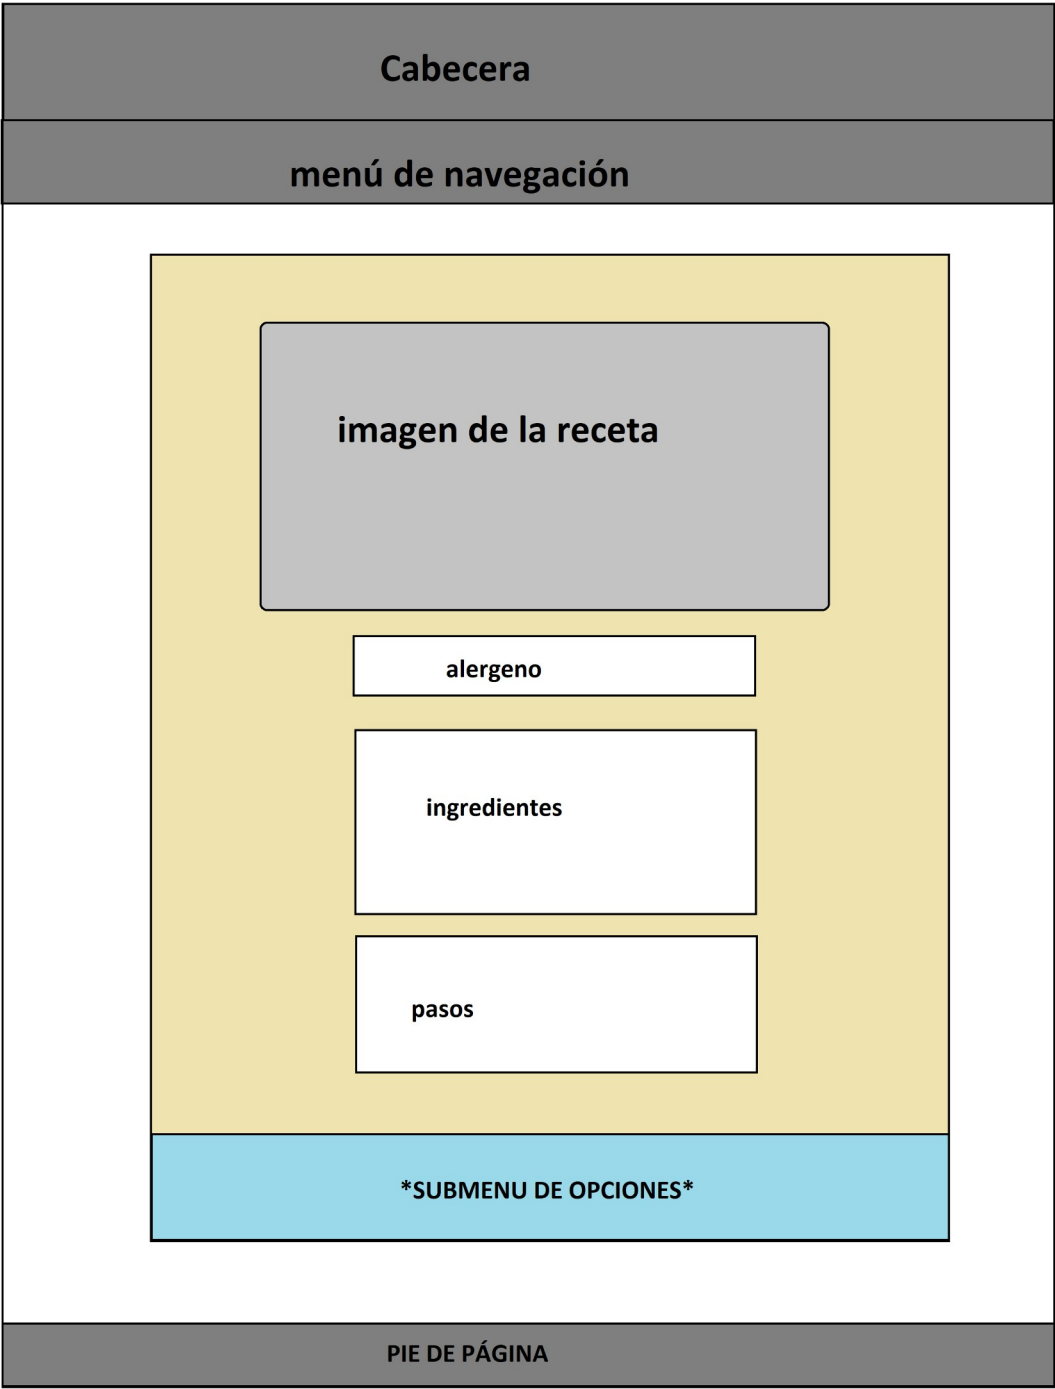 Cabecera
menú de navegación
imagen de la receta
alergeno
ingredientes
pasos
*SUBMENU DE OPCIONES*
PIE DE PÁGINA